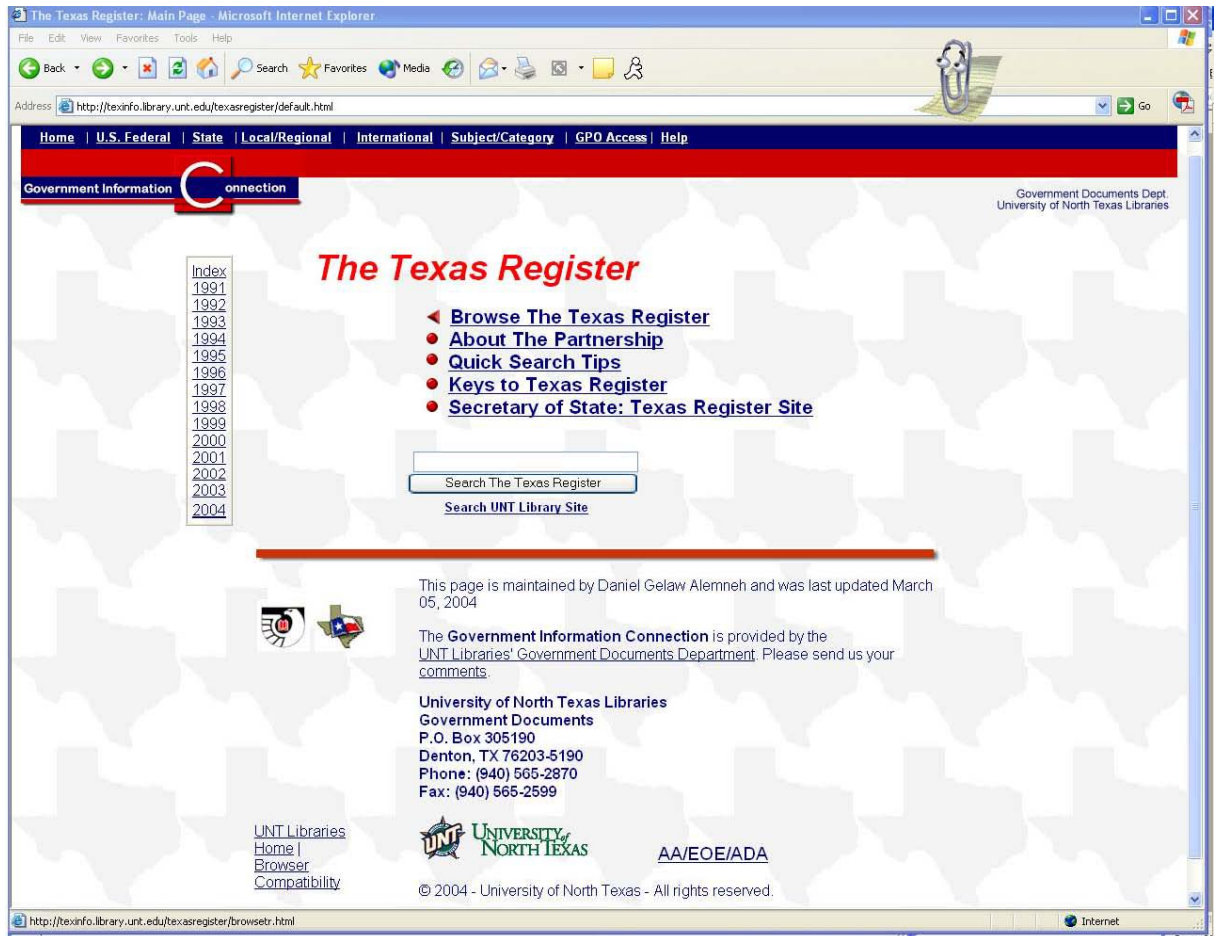 The Texas Register: Main Page - Microsoft Internet Explorer
File Edit View Favorites Tools Help
Back Search Favorites Media
Address http://texinfo.library.unt.edu/texasregister/default.html Go
Home | U.S. Federal | State | Local/Regional | International | Subject/Category | GPO Access | Help
Government Information Connection
Government Documents Dept.
University of North Texas Libraries
The Texas Register
Index
1991
1992
1993
1994
1995
1996
1997
1998
1999
2000
2001
2002
2003
2004
Browse The Texas Register
About The Partnership
Quick Search Tips
Keys to Texas Register
Secretary of State: Texas Register Site
Search The Texas Register
Search UNT Library Site
This page is maintained by Daniel Gelaw Alemneh and was last updated March
05, 2004
The Government Information Connection is provided by the
UNT Libraries' Government Documents Department. Please send us your
comments.
University of North Texas Libraries
Government Documents
P.O. Box 305190
Denton, TX 76203-5190
Phone: (940) 565-2870
Fax: (940) 565-2599
UNT Libraries
Home |
Browser
Compatibility
UNT
UNIVERSITY of
NORTH TEXAS
AA/EOE/ADA
© 2004 - University of North Texas - All rights reserved.
http://texinfo.library.unt.edu/texasregister/browsetr.html Internet